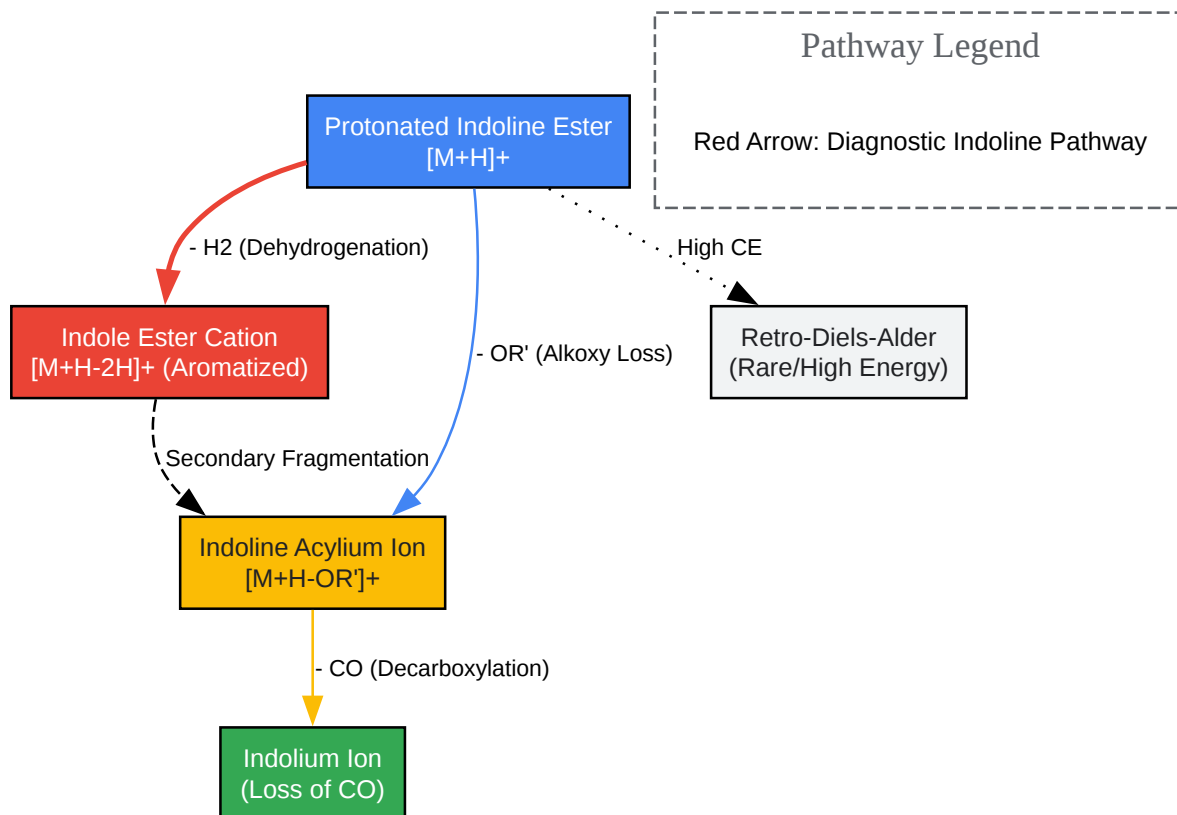 Pathway Legend
Red Arrow: Diagnostic Indoline Pathway
Protonated Indoline Ester
[M+H]+
- H2 (Dehydrogenation)
High CE
Indole Ester Cation
[M+H-2H]+ (Aromatized)
- OR' (Alkoxy Loss)
Retro-Diels-Alder
(Rare/High Energy)
Secondary Fragmentation
Indoline Acylium Ion
[M+H-OR']+
- CO (Decarboxylation)
Indolium Ion
(Loss of CO)